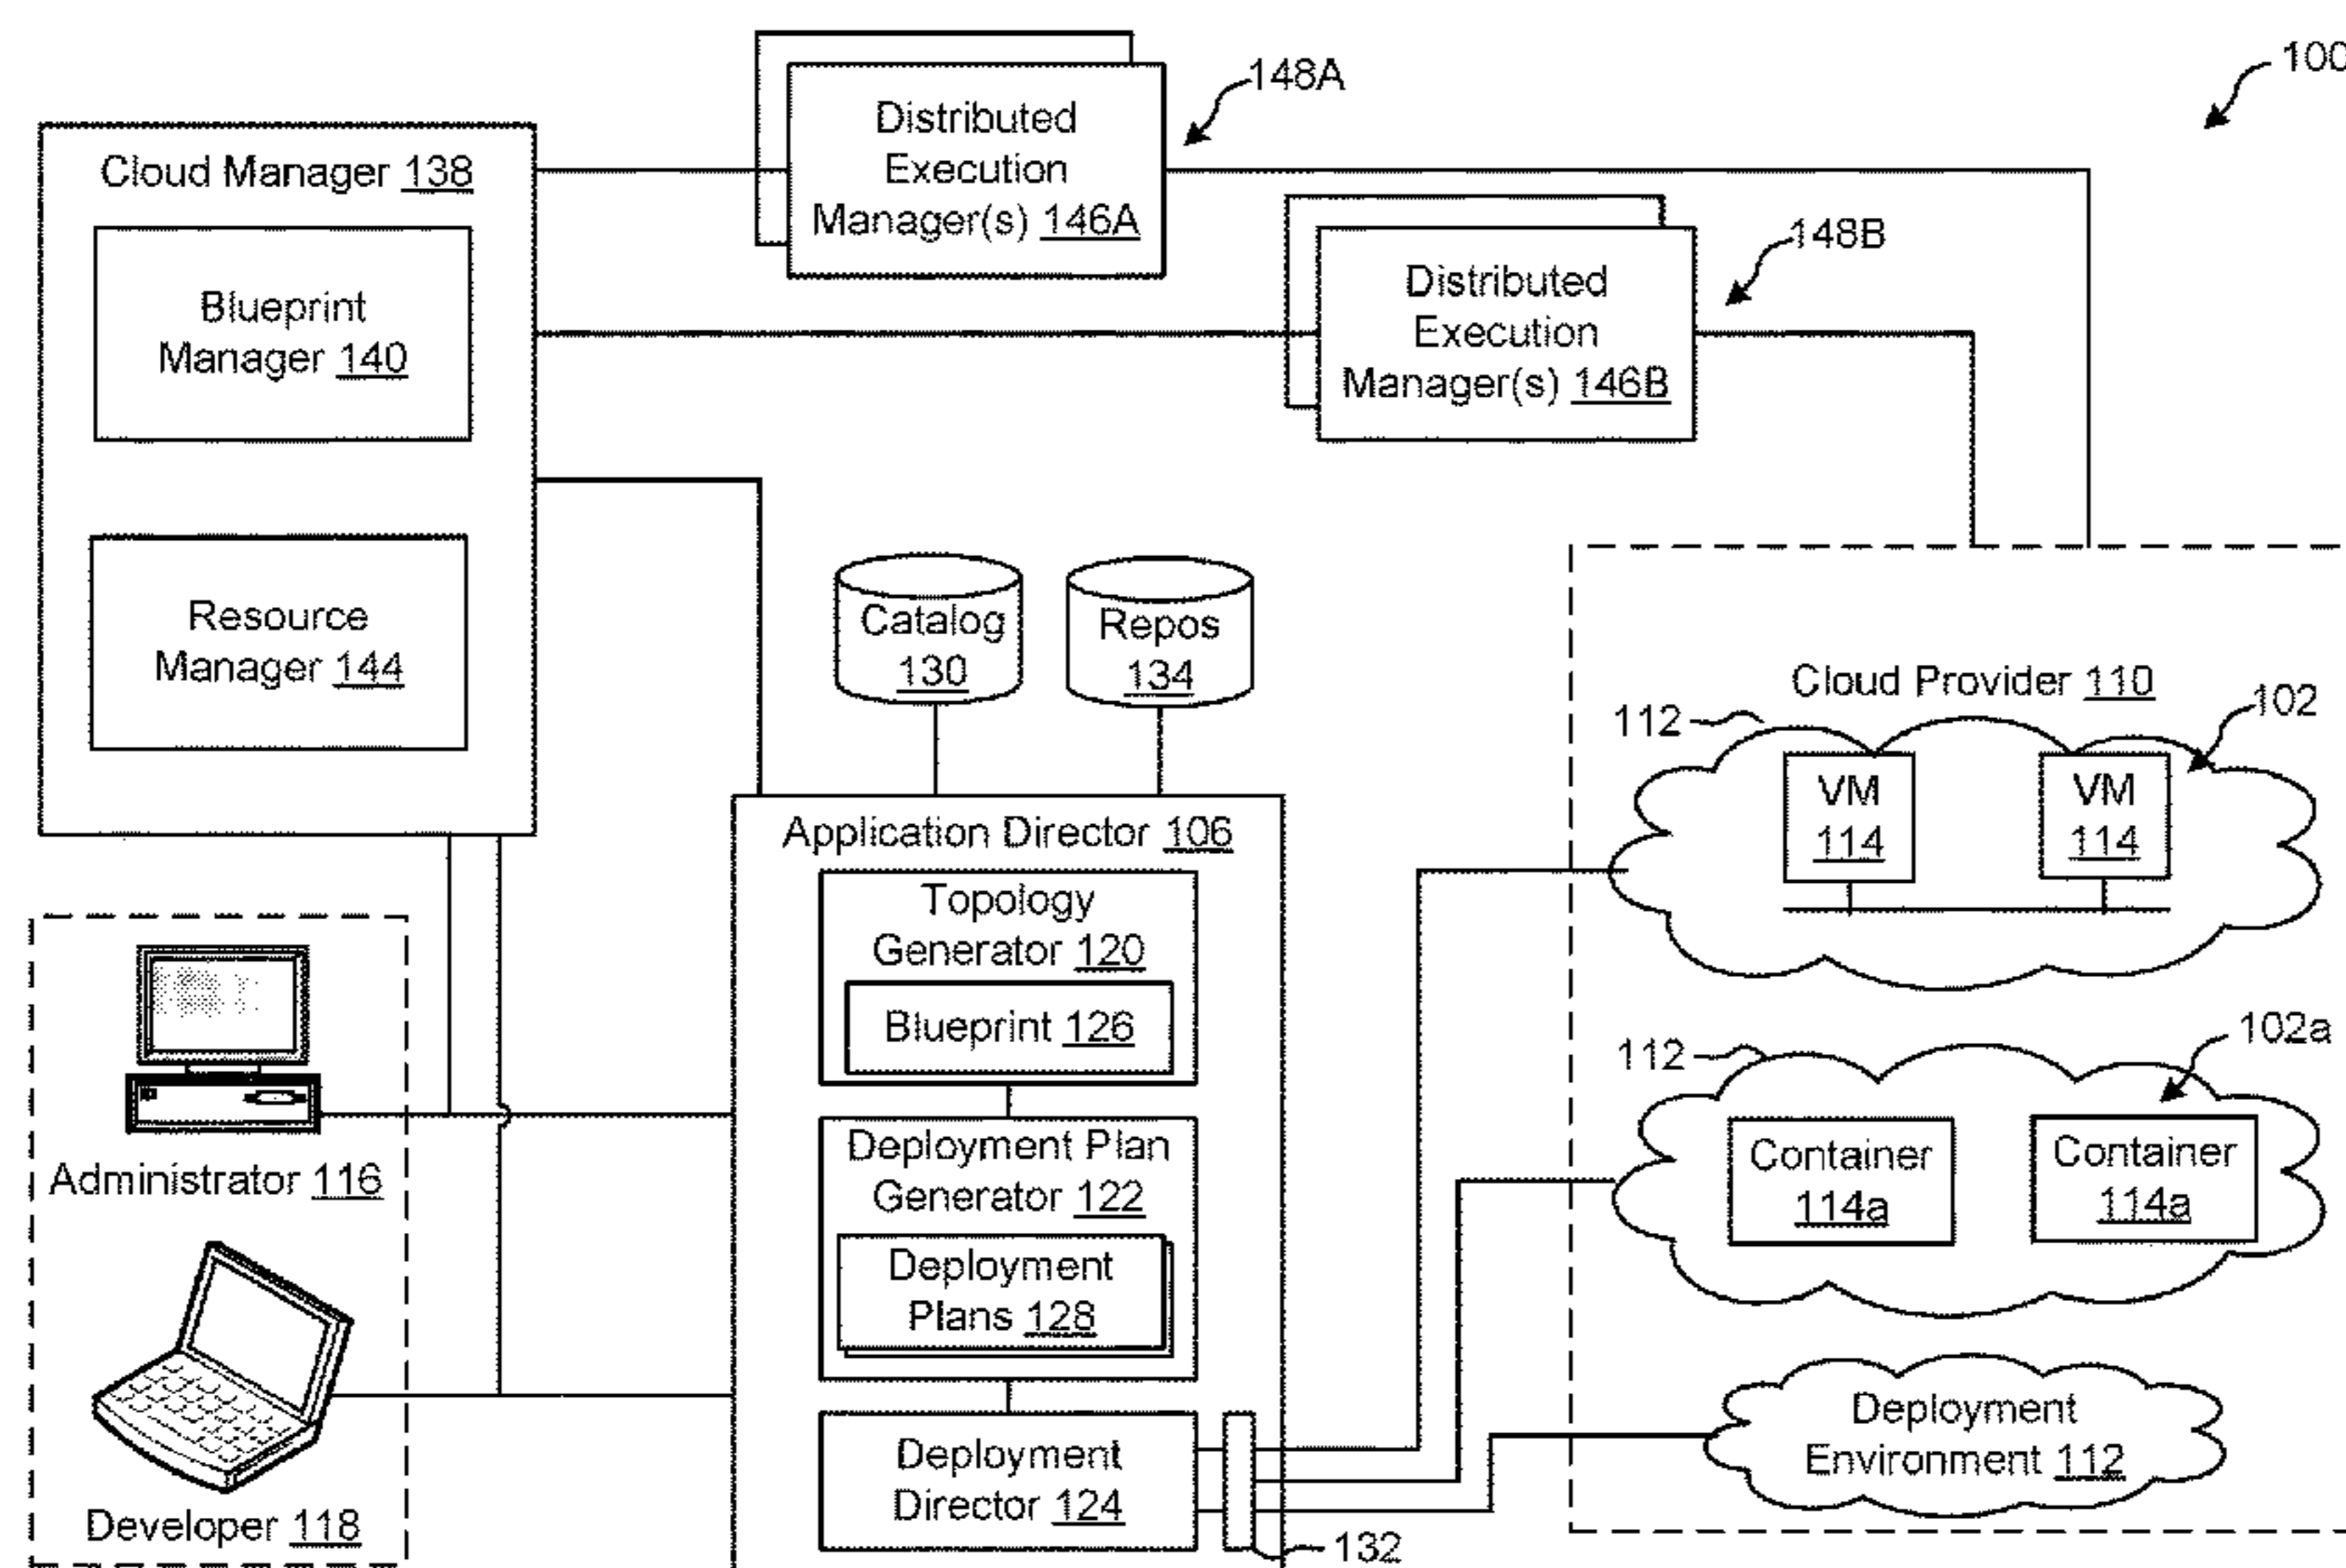 100
148A
Distributed
Execution
Manager(s) 146A
Cloud Manager 138
148B
Distributed
Execution
Manager(s) 146B
Blueprint
Manager 140
Resource
Manager 144
Catalog
130
Repos
134
Cloud Provider 110
112
102
VM
114
VM
114
Application Director 106
Topology
Generator 120
Blueprint 126
112
102a
Container
114a
Container
114a
Administrator 116
Deployment Plan
Generator 122
Deployment
Plans 128
Deployment
Environment 112
Developer 118
Deployment
Director 124
132